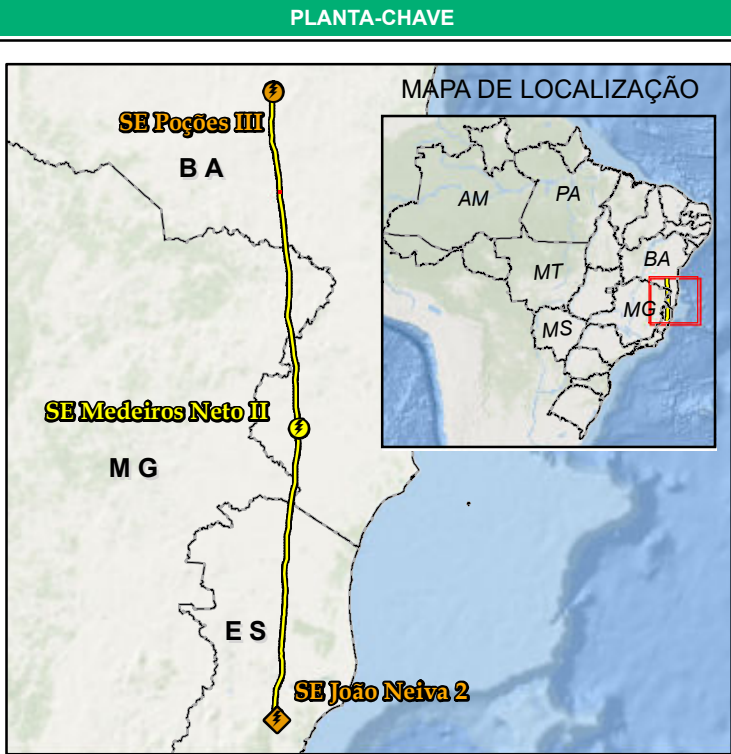 PLANTA-CHAVE
MAPA DE LOCALIZAÇÃO
SE Poções III
B A
AM
PA
BA
MT
MG
MS
SE Medeiros Neto II
M G
E S
SE João Neiva 2